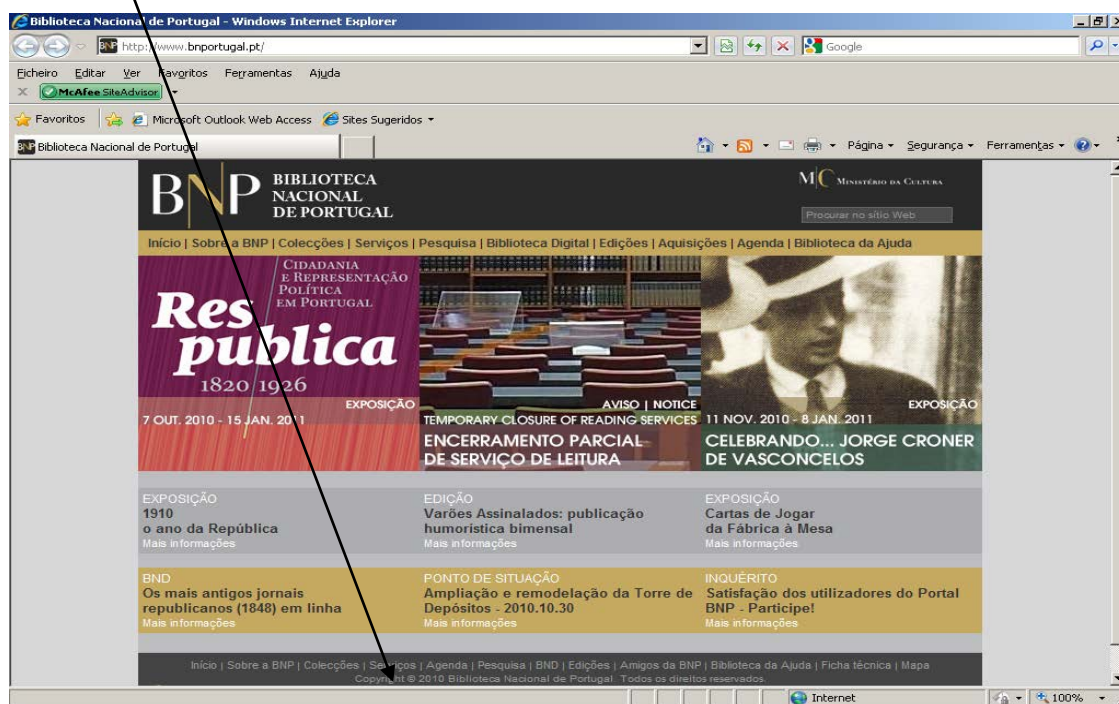 Biblioteca Nacional de Portugal - Windows Internet Explorer
http://www.bnportugal.pt/
Google
Ficheiro Editar Ver Favoritos Ferramentas Ajuda
McAfee SiteAdvisor
Favoritos Microsoft Outlook Web Access Sites Sugeridos
Biblioteca Nacional de Portugal
Página Segurança Ferramentas
BNP BIBLIOTECA
NACIONAL
DE PORTUGAL
MC MINISTÉRIO DA CULTURA
Procurar no sítio Web
Início | Sobre a BNP | Colecções | Serviços | Pesquisa | Biblioteca Digital | Edições | Aquisições | Agenda | Biblioteca da Ajuda
CIDADANIA
E REPRESENTAÇÃO
POLÍTICA
EM PORTUGAL
Res
publica
1820 1926
EXPOSIÇÃO
7 OUT. 2010 - 15 JAN. 2011
AVISO | NOTICE
TEMPORARY CLOSURE OF READING SERVICES
ENCERRAMENTO PARCIAL
DE SERVIÇO DE LEITURA
EXPOSIÇÃO
11 NOV. 2010 - 8 JAN. 2011
CELEBRANDO... JORGE CRONER
DE VASCONCELOS
EXPOSIÇÃO
1910
o ano da República
Mais informações
EDIÇÃO
Varões Assinalados: publicação
humorística bimensal
Mais informações
EXPOSIÇÃO
Cartas de Jogar
da Fábrica à Mesa
Mais informações
BND
Os mais antigos jornais
republicanos (1848) em linha
Mais informações
PONTO DE SITUAÇÃO
Ampliação e remodelação da Torre de
Depósitos - 2010.10.30
Mais informações
INQUÉRITO
Satisfação dos utilizadores do Portal
BNP - Participe!
Mais informações
Início | Sobre a BNP | Colecções | Serviços | Agenda | Pesquisa | BND | Edições | Amigos da BNP | Biblioteca da Ajuda | Ficha técnica | Mapa
Copyright © 2010 Biblioteca Nacional de Portugal. Todos os direitos reservados.
Internet
100%